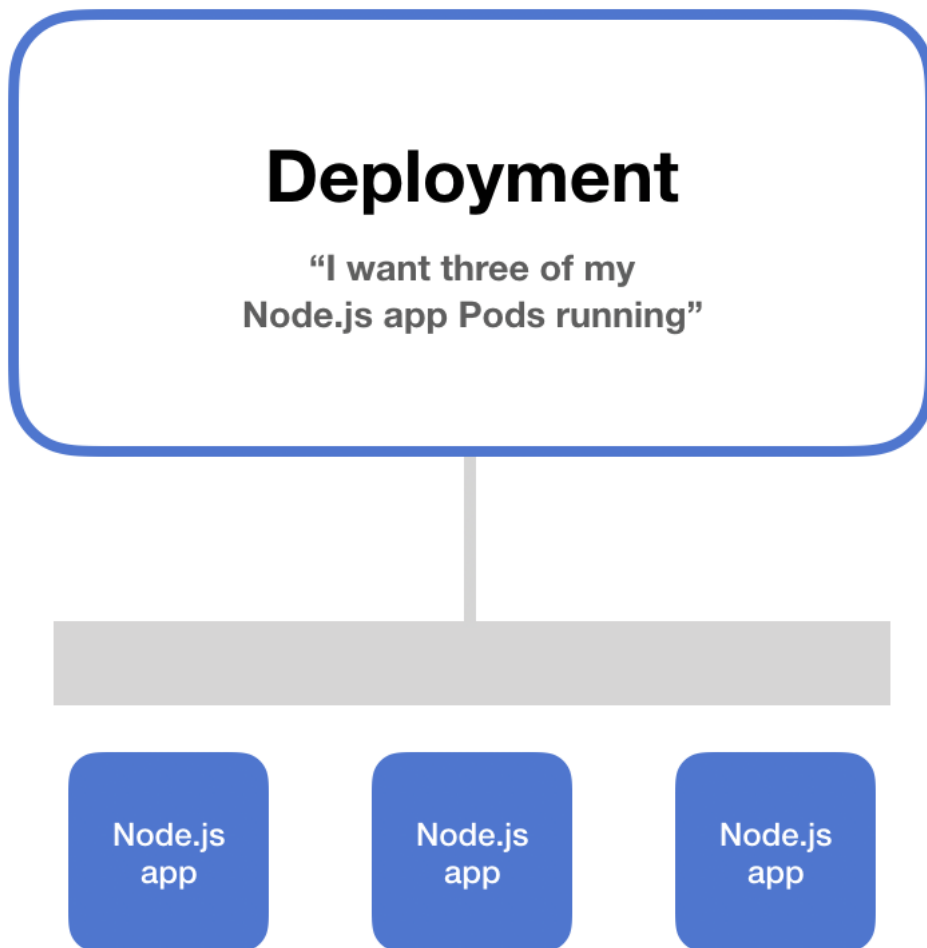 Deployment
“I want three of my
Node.js app Pods running”
Node.js
app
Node.js
app
Node.js
app